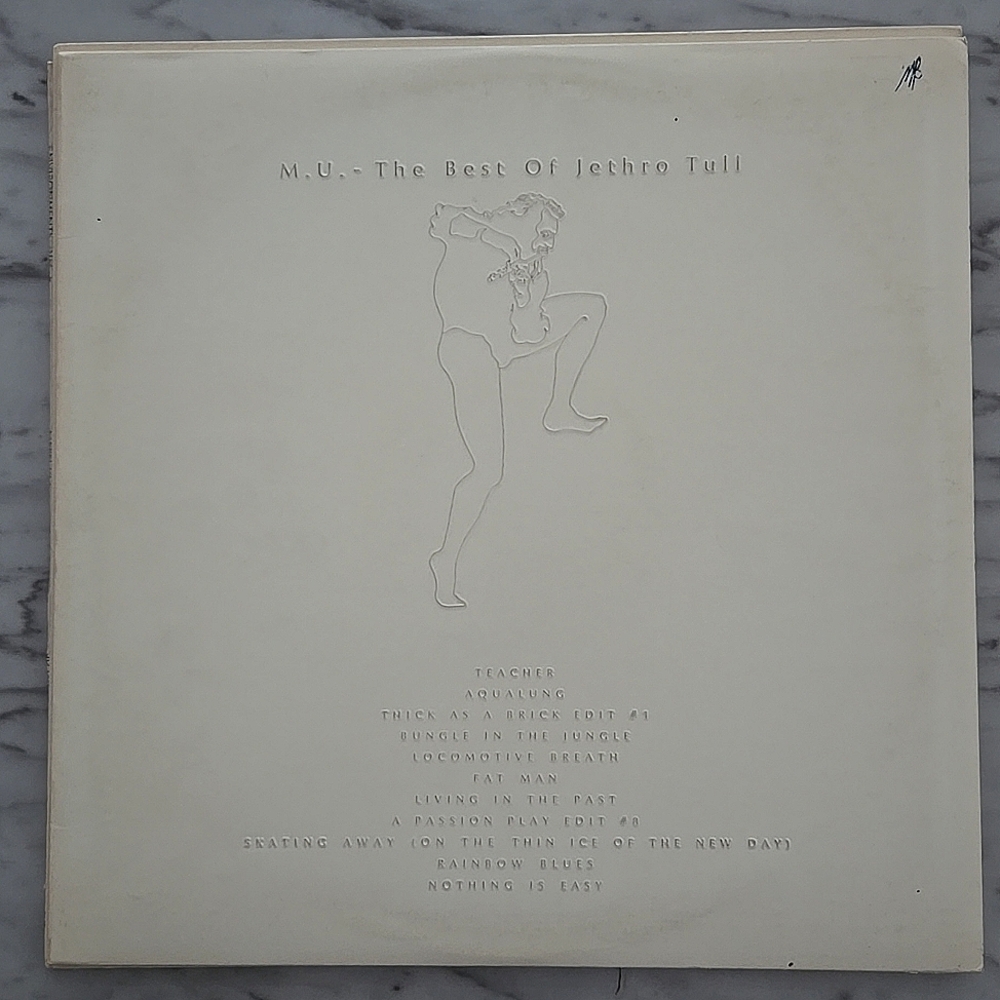 M.U. - The Best Of Jethro Tull
TEACHER
AQUALUNG
THICK AS A BRICK EDIT #1
BUNGLE IN THE JUNGLE
LOCOMOTIVE BREATH
FAT MAN
LIVING IN THE PAST
A PASSION PLAY EDIT #8
SKATING AWAY (ON THE THIN ICE OF THE NEW DAY)
RAINBOW BLUES
NOTHING IS EASY